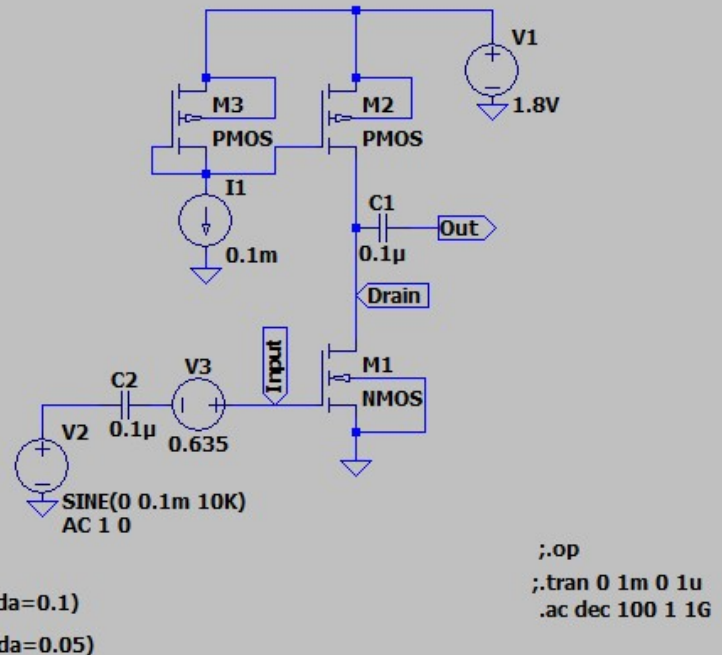 V1
1.8V
M3
PMOS
M2
PMOS
I1
0.1m
C1
0.1µ
Out
Drain
Input
M1
NMOS
V3
0.635
C2
0.1µ
V2
SINE(0 0.1m 10K)
AC 1 0
;.op
;.tran 0 1m 0 1u
.ac dec 100 1 1G
da=0.1)
da=0.05)